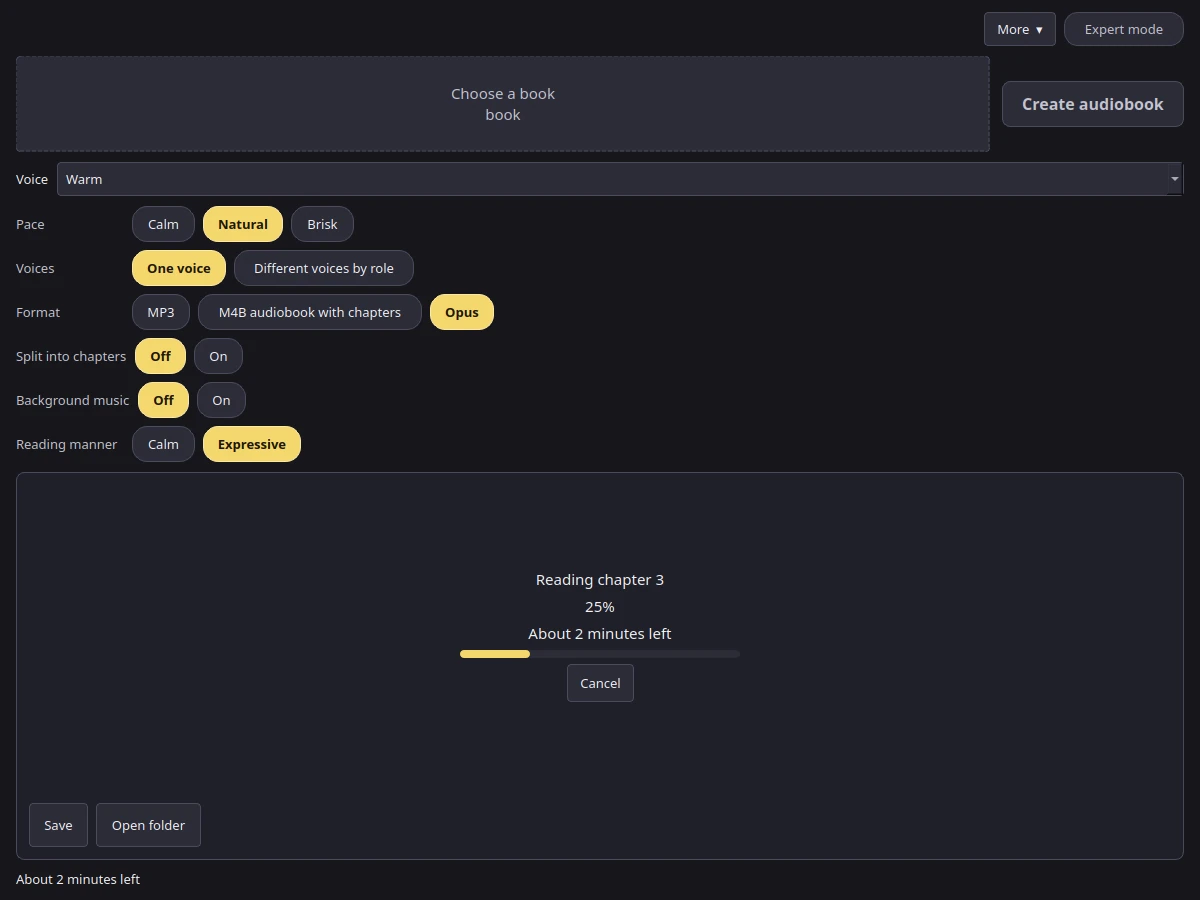 More ▾
Expert mode
Choose a book
book
Create audiobook
Voice
Warm
Pace
Calm
Natural
Brisk
Voices
One voice
Different voices by role
Format
MP3
M4B audiobook with chapters
Opus
Split into chapters
Off
On
Background music
Off
On
Reading manner
Calm
Expressive
Reading chapter 3
25%
About 2 minutes left
Cancel
Save
Open folder
About 2 minutes left